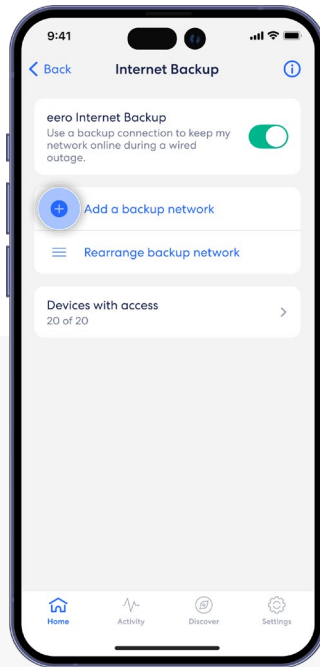 9:41
Back
Internet Backup
eero Internet Backup
Use a backup connection to keep my
network online during a wired
outage.
Add a backup network
Rearrange backup network
Devices with access
20 of 20
Home
Activity
Discover
Settings